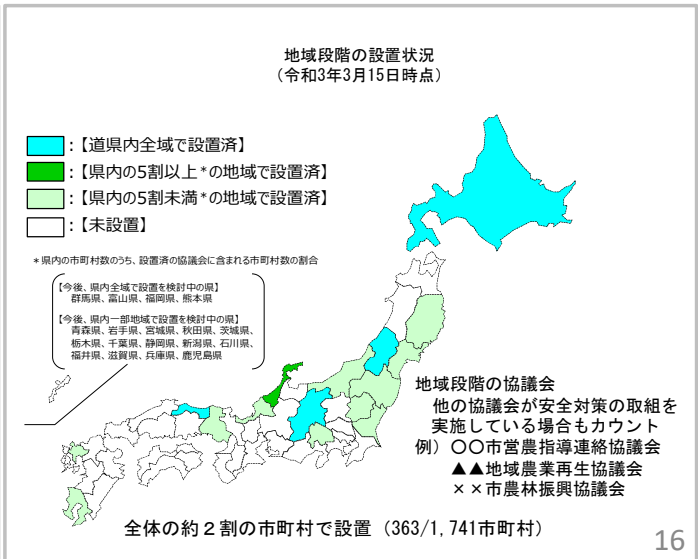 地域段階の設置状況
（令和3年3月15日時点）
：【道県内全域で設置済】
：【県内の5割以上*の地域で設置済】
：【県内の5割未満*の地域で設置済】
：【未設置】
*県内の市町村数のうち、設置済の協議会に含まれる市町村数の割合
【今後、県内全域で設置を検討中の県】
群馬県、富山県、福岡県、熊本県
【今後、県内一部地域で設置を検討中の県】
青森県、岩手県、宮城県、秋田県、茨城県、
栃木県、千葉県、静岡県、新潟県、石川県、
福井県、滋賀県、兵庫県、鹿児島県
地域段階の協議会
他の協議会が安全対策の取組を
実施している場合もカウント
例）〇〇市営農指導連絡協議会
▲▲地域農業再生協議会
××市農林振興協議会
全体の約２割の市町村で設置（363/1,741市町村）
16